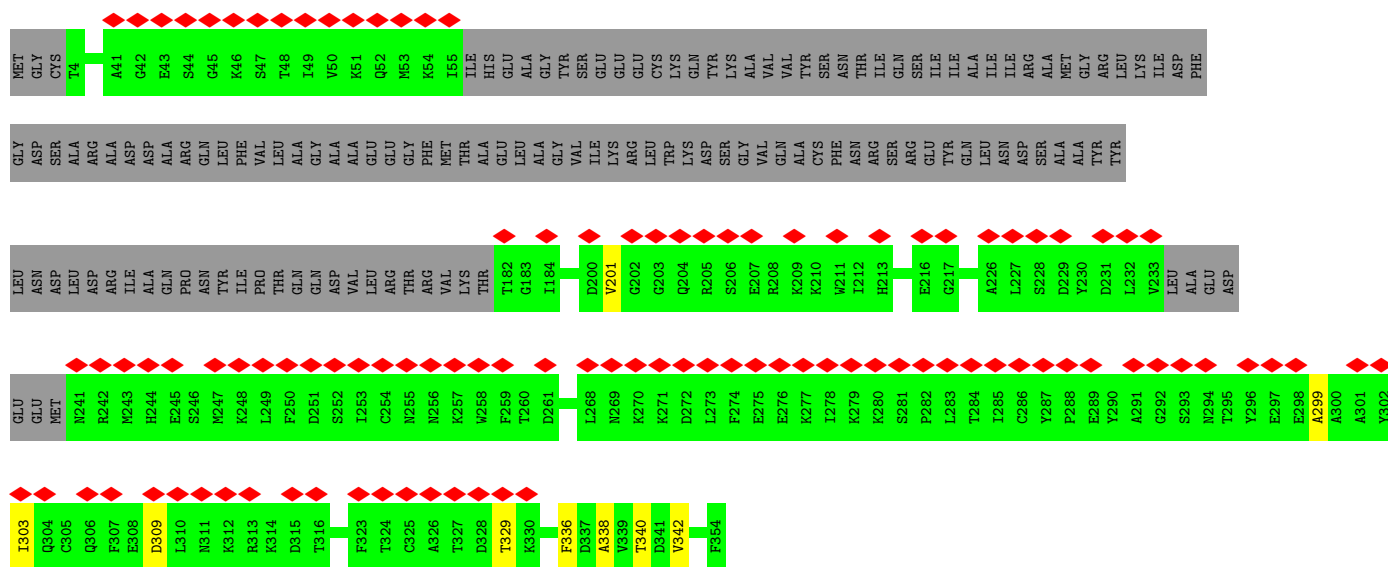 MET GLY CYS T4 A41 G42 E43 S44 G45 K46 S47 T48 I49 V50 K51 Q52 M53 K54 I55 ILE HIS GLU ALA GLY TYR SER GLU GLU GLU CYS LYS GLN TYR LYS ALA VAL VAL TYR SER ASN THR ILE GLN SER ILE ILE ALA ILE ILE ARG ALA MET GLY ARG LEU LYS ILE ASP PHE
GLY ASP SER ALA ARG ALA ASP ASP ALA ARG GLN LEU PHE VAL LEU ALA GLY ALA ALA GLU GLU GLY PHE MET THR ALA GLU LEU ALA GLY VAL ILE LYS ARG LEU TRP LYS ASP SER GLY VAL GLN ALA CYS PHE ASN ARG SER ARG GLU TYR GLN LEU ASN ASP SER ALA ALA TYR TYR
LEU ASN ASP LEU ASP ARG ILE ALA GLN PRO ASN TYR ILE PRO THR GLN GLN ASP VAL LEU ARG THR ARG VAL LYS THR T182 G183 I184 D200 V201 G202 G203 Q204 R205 S206 E207 R208 K209 K210 W211 I212 H213 E216 G217 A226 L227 S228 D229 Y230 D231 L232 V233 LEU ALA GLU ASP
GLU GLU MET N241 R242 M243 H244 E245 S246 M247 K248 L249 F250 D251 S252 I253 C254 N255 N256 K257 W258 F259 T260 D261 L268 N269 K270 K271 D272 L273 F274 E275 E276 K277 I278 K279 K280 S281 P282 L283 T284 I285 C286 Y287 P288 E289 Y290 A291 G292 S293 N294 T295 Y296 E297 E298 A299 A300 A301 Y302
I303 Q304 C305 Q306 F307 E308 D309 L310 N311 K312 R313 K314 D315 T316 F323 T324 C325 A326 T327 D328 T329 K330 F336 D337 A338 V339 T340 D341 V342 F354